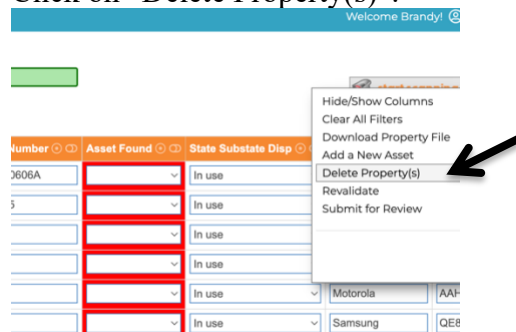 Click on "Delete Property(s)".
Welcome Brandy!
Hide/Show Columns
Clear All Filters
Download Property File
Add a New Asset
Delete Property(s)
Revalidate
Submit for Review
Number Asset Found State Substate Disp
0606A In use
In use
In use
In use
In use Motorola AAH
In use Samsung QE8